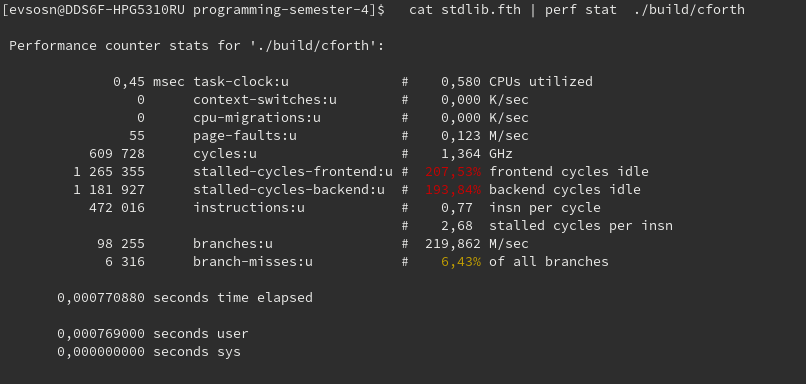 [evsosn@DDS6F-HPG5310RU programming-semester-4]$   cat stdlib.fth | perf stat  ./build/cforth
Performance counter stats for './build/cforth':
0,45 msec task-clock:u # 0,580 CPUs utilized
0 context-switches:u # 0,000 K/sec
0 cpu-migrations:u # 0,000 K/sec
55 page-faults:u # 0,123 M/sec
609 728 cycles:u # 1,364 GHz
1 265 355 stalled-cycles-frontend:u # 207,53% frontend cycles idle
1 181 927 stalled-cycles-backend:u # 193,84% backend cycles idle
472 016 instructions:u # 0,77 insn per cycle
# 2,68 stalled cycles per insn
98 255 branches:u # 219,862 M/sec
6 316 branch-misses:u # 6,43% of all branches
0,000770880 seconds time elapsed
0,000769000 seconds user
0,000000000 seconds sys